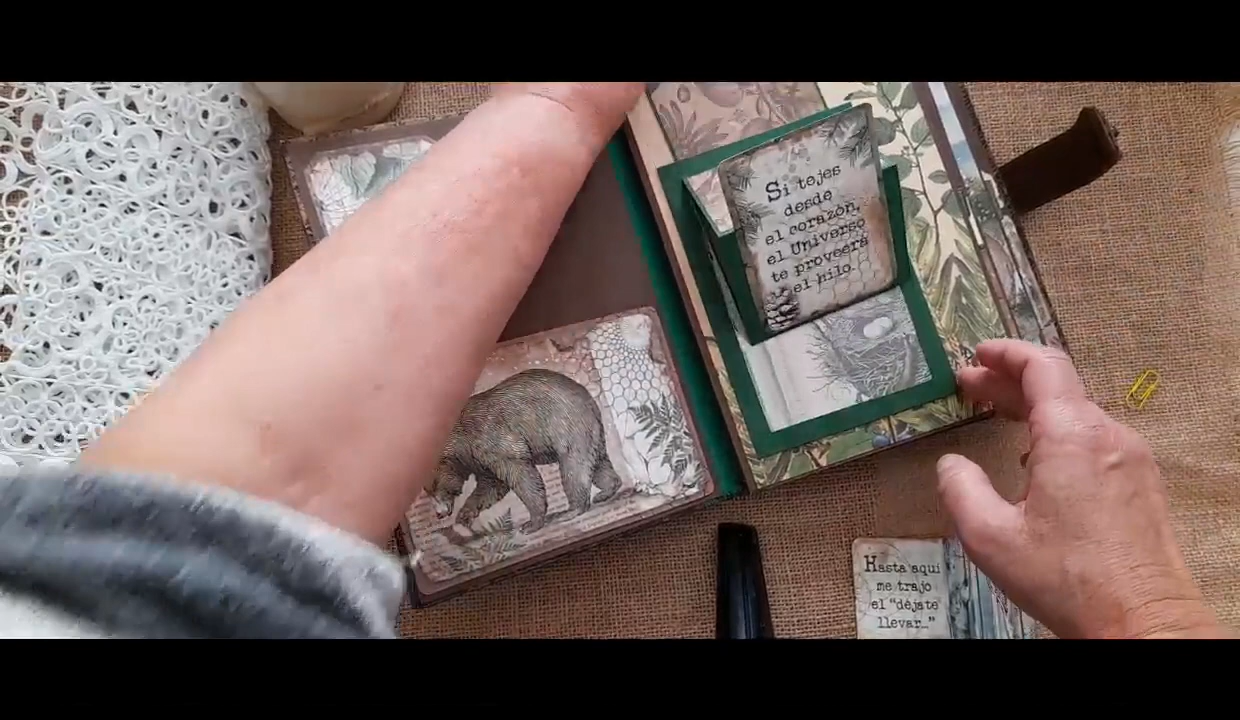 Si tejes
desde
el corazón,
el Universo
te proveerá
el hilo.
Hasta aquí
me trajo
el "déjate
llevar..."